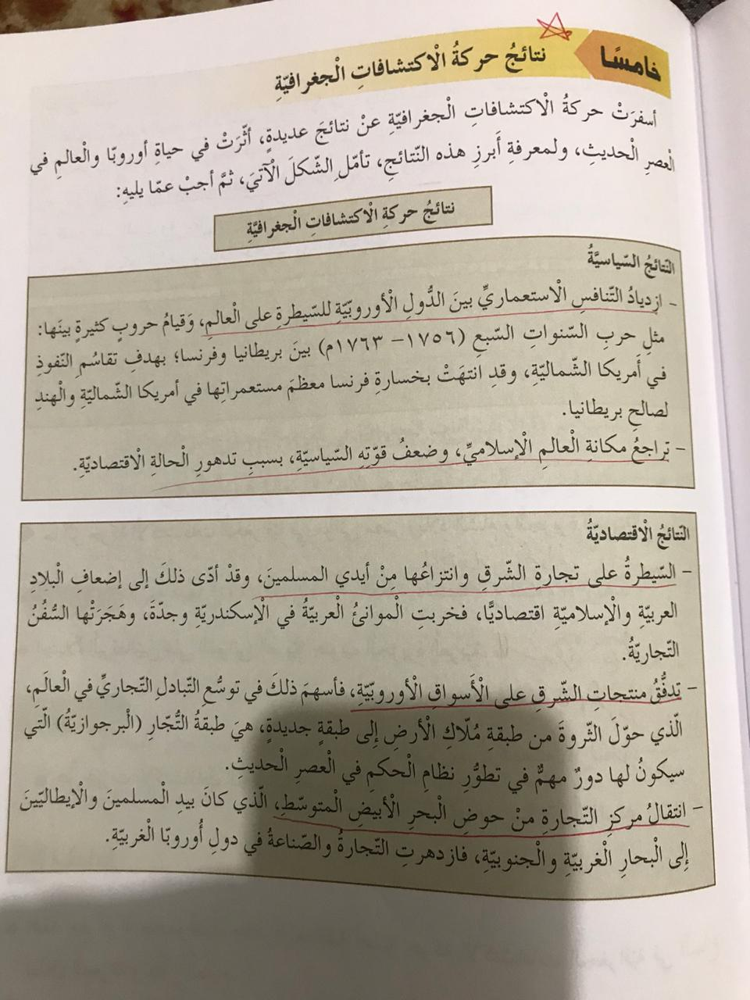 خامسًا
نتائجُ حركةُ الْاكتشافاتِ الْجغرافيّةِ
أسفرَتْ حركةُ الْاكتشافاتِ الْجغرافيّةِ عنْ نتائجَ عديدةٍ، أثّرَتْ في حياةِ أوروبّا والْعالمِ في
الْعصرِ الْحديثِ، ولمعرفةِ أَبرزِ هذه النّتائجِ، تأمّلِ الشّكلَ الْآتيَ، ثمَّ أجبْ عمّا يليهِ:
نتائجُ حركةِ الْاكتشافاتِ الْجغرافيَّةِ
النّتائجُ السّياسيَّةُ
- ازديادُ التّنافسِ الْاستعماريِّ بينَ الدُّولِ الْأوروبّيّةِ للسّيطرةِ على الْعالمِ، وَقيامُ حروبٍ كثيرةٍ بينَها:
مثلِ حربِ السّنواتِ السّبعِ (١٧٥٦- ١٧٦٣م) بينَ بريطانيا وفرنسا؛ بهدفِ تقاسُمِ النّفوذِ
في أَمريكا الشّماليّةِ، وقدِ انتهَتْ بخسارةِ فرنسا معظمَ مستعمراتِها في أمريكا الشّماليّةِ والْهندِ
لصالحِ بريطانيا.
- تراجعُ مكانةِ الْعالمِ الْإسلاميِّ، وضعفُ قوّتِهِ السّياسيّةِ، بسببِ تدهورِ الْحالةِ الْاقتصاديّةِ.
النّتائجُ الْاقتصاديّةُ
- السّيطرةُ على تجارةِ الشّرقِ وانتزاعُها مِنْ أيدي المسلمينَ، وقدْ أدّى ذلكَ إلى إضعافِ الْبلادِ
العربيّةِ والْإسلاميّةِ اقتصاديًّا، فخربتِ الْموانئُ الْعربيّةُ في الْإسكندريّةِ وجدّةَ، وهَجَرَتْها السُّفُنُ
التّجاريّةُ.
- تدفُّقُ منتجاتِ الشّرقِ على الْأَسواقِ الْأوروبيّةِ، فأسهمَ ذلكَ في توسُّعِ التّبادلِ التّجاريِّ في الْعالَمِ،
الّذي حوّلَ الثّروةَ من طبقةِ مُلّاكِ الْأرضِ إلى طبقةٍ جديدةٍ، هيَ طبقةُ التُّجّارِ (الْبرجوازيّةُ) الّتي
سيكونُ لها دورٌ مهمٌّ في تطوُّرِ نظامِ الْحكمِ في الْعصرِ الْحديثِ.
- انتقالُ مركزِ التّجارةِ منْ حوضِ الْبحرِ الْأبيضِ الْمتوسّطِ، الّذي كانَ بيدِ الْمسلمينَ والْإيطاليّينَ
إلى الْبحارِ الْغربيّةِ والْجنوبيّةِ، فازدهرتِ التّجارةُ والصّناعةُ في دولِ أُوروبّا الْغربيّةِ.